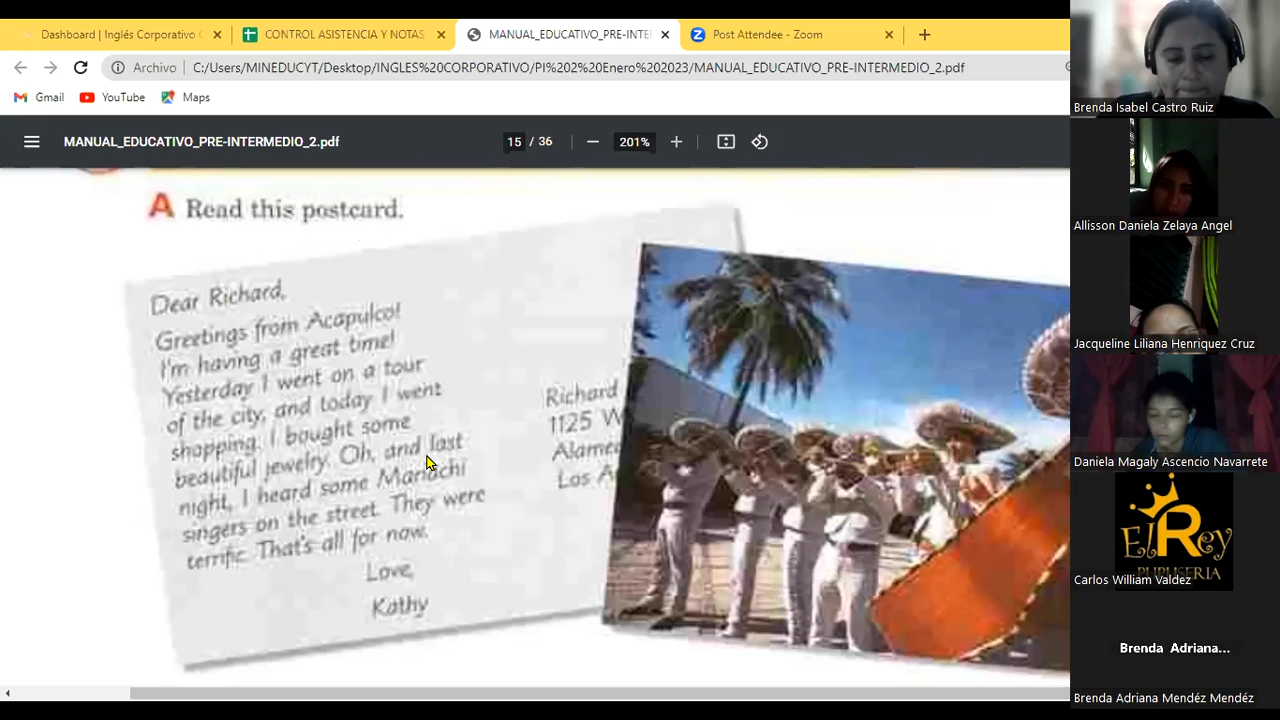 Dashboard | Inglés Corporativo
CONTROL ASISTENCIA Y NOTAS
MANUAL_EDUCATIVO_PRE-INTER
Post Attendee - Zoom
Archivo
C:/Users/MINEDUCYT/Desktop/INGLES%20CORPORATIVO/PI%202%20Enero%202023/MANUAL_EDUCATIVO_PRE-INTERMEDIO_2.pdf
Gmail
YouTube
Maps
MANUAL_EDUCATIVO_PRE-INTERMEDIO_2.pdf
15 / 36
201%
A Read this postcard.
Dear Richard,
Greetings from Acapulco!
I'm having a great time!
Yesterday I went on a tour
of the city, and today I went
shopping. I bought some
beautiful jewelry. Oh, and last
night, I heard some Mariachi
singers on the street. They were
terrific. That's all for now.
Love,
Kathy
Richard
1125 W
Alame
Los A
Brenda Isabel Castro Ruiz
Allisson Daniela Zelaya Angel
Jacqueline Liliana Henriquez Cruz
Daniela Magaly Ascencio Navarrete
El Rey
PUPUSERIA
Carlos William Valdez
Brenda Adriana...
Brenda Adriana Mendéz Mendéz